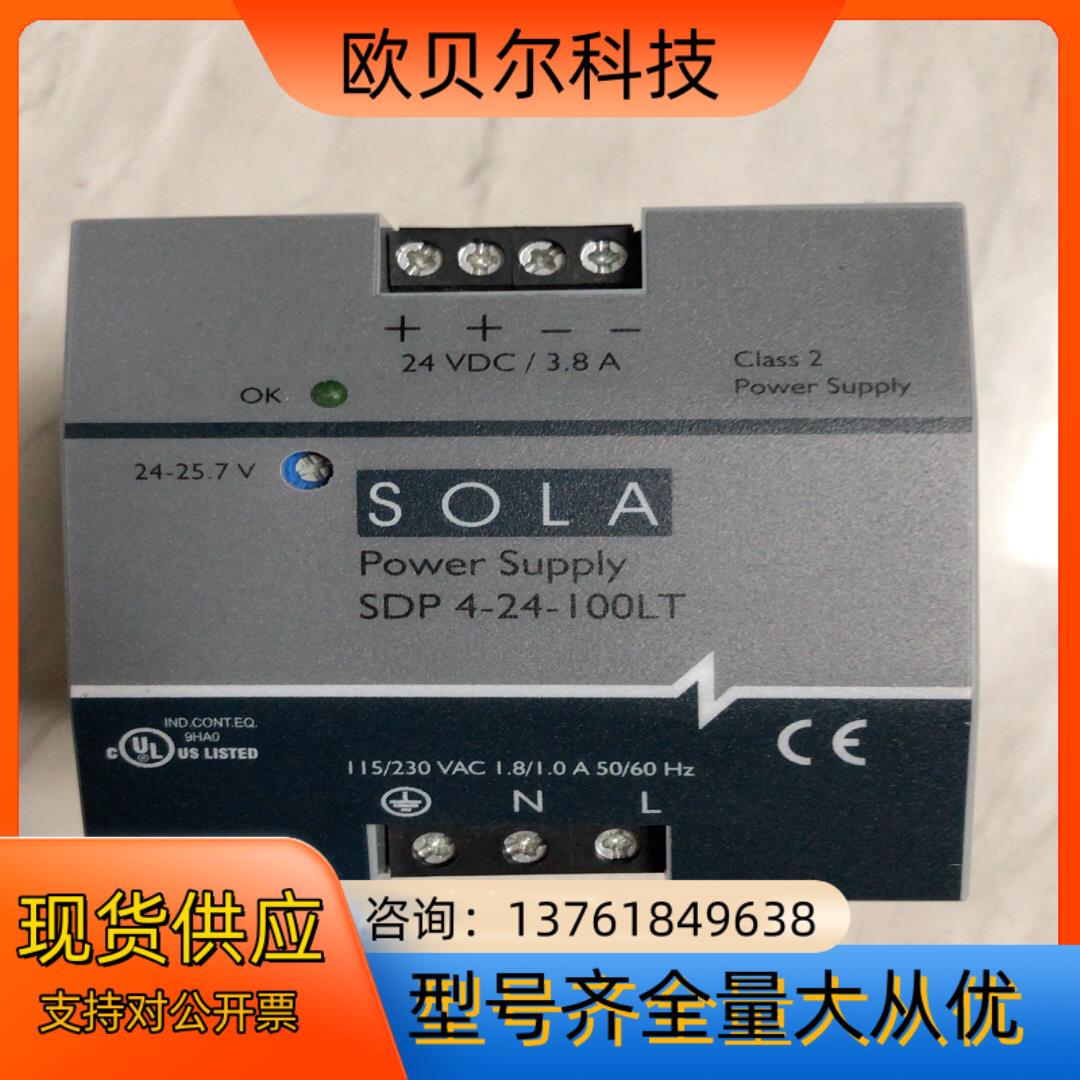 欧贝尔科技
+ + − −
24 VDC / 3.8 A
Class 2
Power Supply
OK
24-25.7 V
SOLA
Power Supply
SDP 4-24-100LT
IND.CONT.EQ.
9HA0
c UL US LISTED
CE
115/230 VAC 1.8/1.0 A 50/60 Hz
N L
现货供应
支持对公开票
咨询：13761849638
型号齐全量大从优